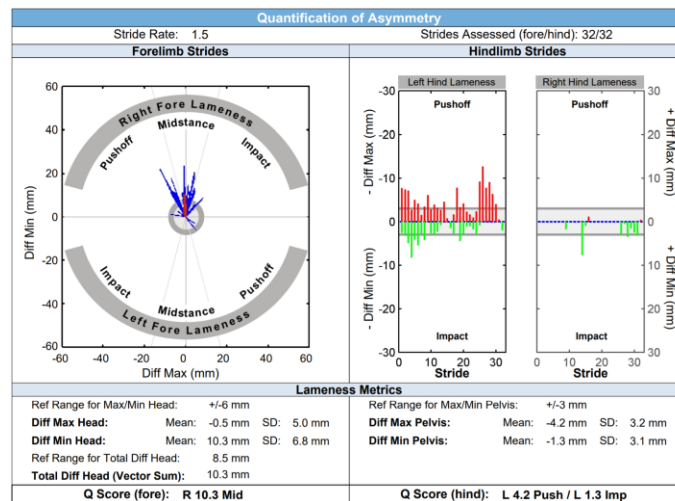 Quantification of Asymmetry
Stride Rate: 1.5 Strides Assessed (fore/hind): 32/32
Forelimb Strides Hindlimb Strides
60
40
20
0
-20
-40
-60
Diff Min (mm)
Right Fore Lameness
Pushoff Midstance Impact
Impact Midstance Pushoff
Left Fore Lameness
-60 -40 -20 0 20 40 60
Diff Max (mm)
Left Hind Lameness Right Hind Lameness
Pushoff Pushoff
-30 30
-20 20
-10 10
0 0
-10 10
-20 20
-30 30
- Diff Max (mm)
- Diff Min (mm)
+ Diff Max (mm)
+ Diff Min (mm)
Impact Impact
0 10 20 30 0 10 20 30
Stride Stride
Lameness Metrics
Ref Range for Max/Min Head: +/-6 mm
Diff Max Head: Mean: -0.5 mm SD: 5.0 mm
Diff Min Head: Mean: 10.3 mm SD: 6.8 mm
Ref Range for Total Diff Head: 8.5 mm
Total Diff Head (Vector Sum): 10.3 mm
Ref Range for Max/Min Pelvis: +/-3 mm
Diff Max Pelvis: Mean: -4.2 mm SD: 3.2 mm
Diff Min Pelvis: Mean: -1.3 mm SD: 3.1 mm
Q Score (fore): R 10.3 Mid Q Score (hind): L 4.2 Push / L 1.3 Imp